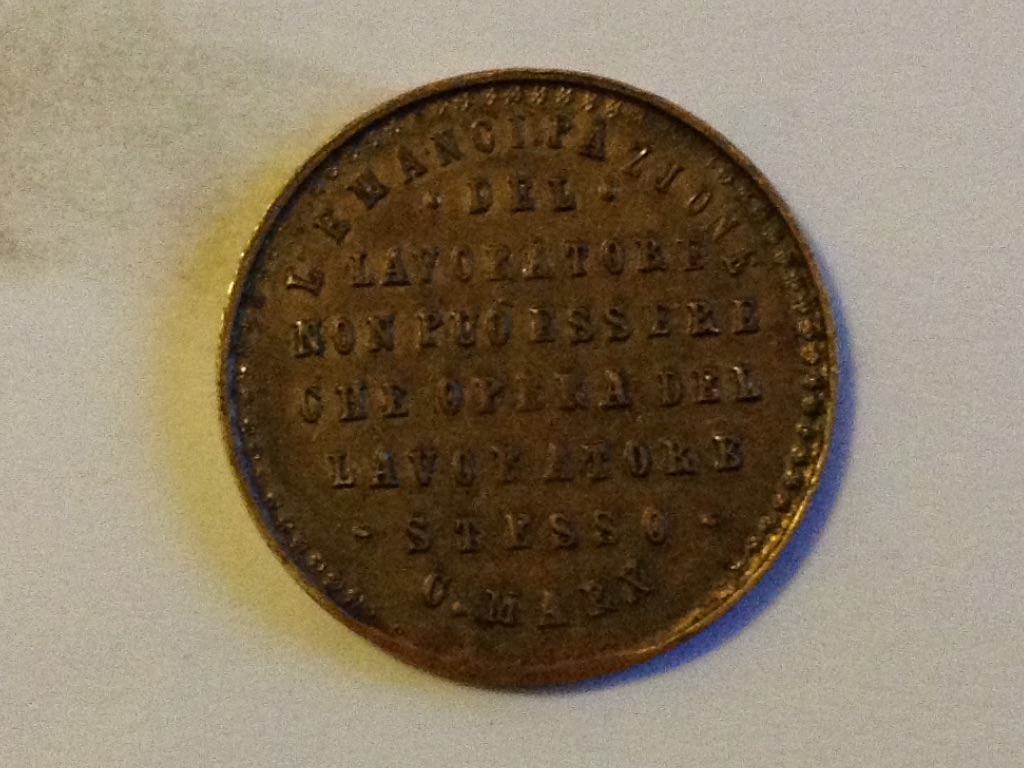 L'EMANCIPAZIONE
· DEL ·
LAVORATORE
NON PUÒ ESSERE
CHE OPERA DEL
LAVORATORE
- STESSO -
C. MARX